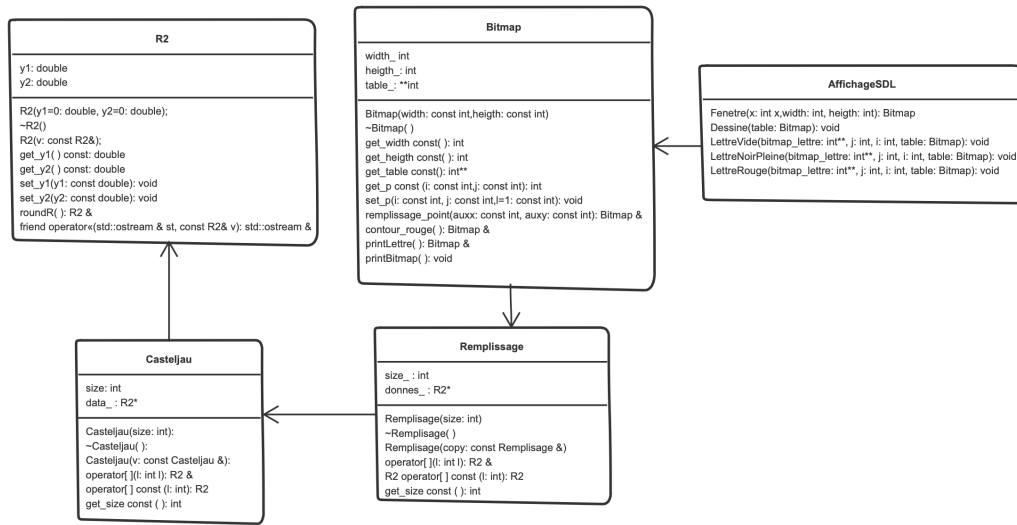 R2
y1: double
y2: double
R2(y1=0: double, y2=0: double);
~R2()
R2(v: const R2&);
get_y1( ) const: double
get_y2( ) const: double
set_y1(y1: const double): void
set_y2(y2: const double): void
roundR( ): R2 &
friend operator«(std::ostream & st, const R2& v): std::ostream &
Bitmap
width_ int
heigth_: int
table_: **int
Bitmap(width: const int,heigth: const int)
~Bitmap( )
get_width const( ): int
get_heigth const( ): int
get_table const(): int**
get_p const (i: const int,j: const int): int
set_p(i: const int, j: const int,l=1: const int): void
remplissage_point(auxx: const int, auxy: const int): Bitmap &
contour_rouge( ): Bitmap &
printLettre( ): Bitmap &
printBitmap( ): void
AffichageSDL
Fenetre(x: int x,width: int, heigth: int): Bitmap
Dessine(table: Bitmap): void
LettreVide(bitmap_lettre: int**, j: int, i: int, table: Bitmap): void
LettreNoirPleine(bitmap_lettre: int**, j: int, i: int, table: Bitmap): void
LettreRouge(bitmap_lettre: int**, j: int, i: int, table: Bitmap): void
Casteljau
size: int
data_ : R2*
Casteljau(size: int):
~Casteljau( ):
Casteljau(v: const Casteljau &):
operator[ ](l: int l): R2 &
operator[ ] const (l: int): R2
get_size const ( ): int
Remplissage
size_ : int
donnes_ : R2*
Remplisage(size: int)
~Remplisage( )
Remplisage(copy: const Remplisage &)
operator[ ](l: int l): R2 &
R2 operator[ ] const (l: int): R2
get_size const ( ): int